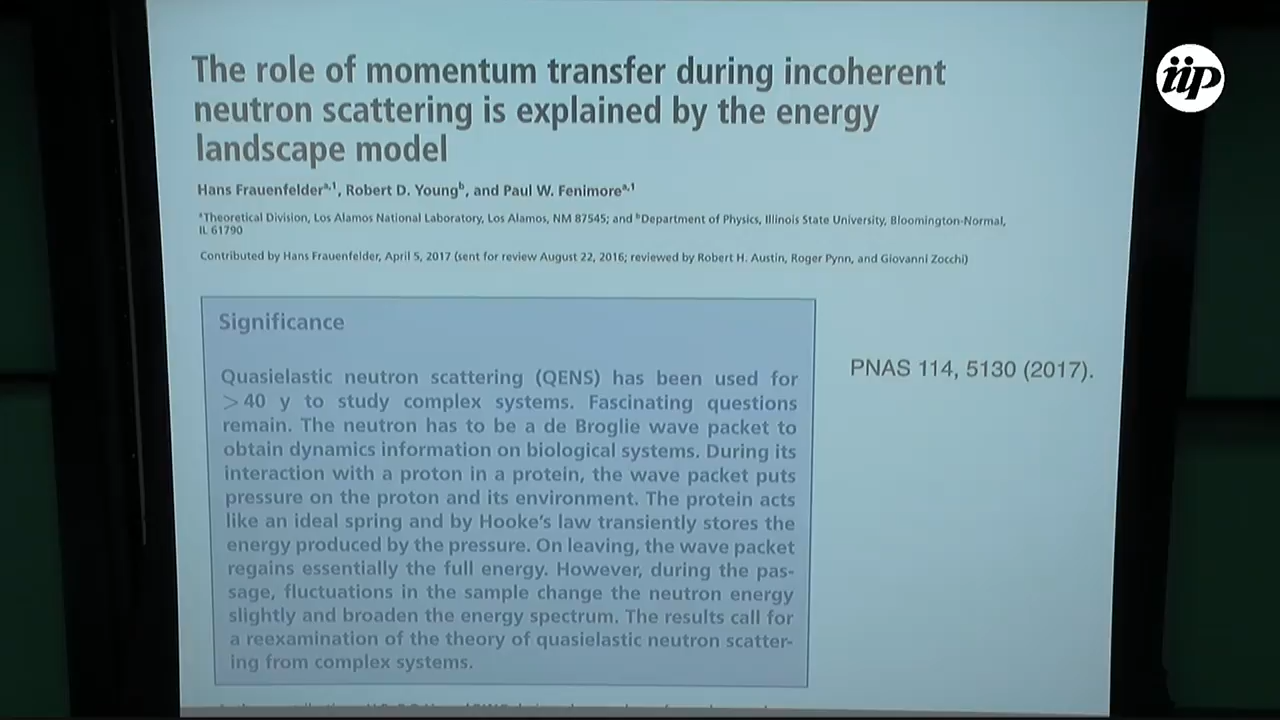 iip
The role of momentum transfer during incoherent
neutron scattering is explained by the energy
landscape model
Hans Frauenfelderᵃ,¹, Robert D. Youngᵇ, and Paul W. Fenimoreᵃ,¹
ᵃTheoretical Division, Los Alamos National Laboratory, Los Alamos, NM 87545; and ᵇDepartment of Physics, Illinois State University, Bloomington-Normal,
IL 61790
Contributed by Hans Frauenfelder, April 5, 2017 (sent for review August 22, 2016; reviewed by Robert H. Austin, Roger Pynn, and Giovanni Zocchi)
Significance
Quasielastic neutron scattering (QENS) has been used for
>40 y to study complex systems. Fascinating questions
remain. The neutron has to be a de Broglie wave packet to
obtain dynamics information on biological systems. During its
interaction with a proton in a protein, the wave packet puts
pressure on the proton and its environment. The protein acts
like an ideal spring and by Hooke's law transiently stores the
energy produced by the pressure. On leaving, the wave packet
regains essentially the full energy. However, during the pas-
sage, fluctuations in the sample change the neutron energy
slightly and broaden the energy spectrum. The results call for
a reexamination of the theory of quasielastic neutron scatter-
ing from complex systems.
PNAS 114, 5130 (2017).